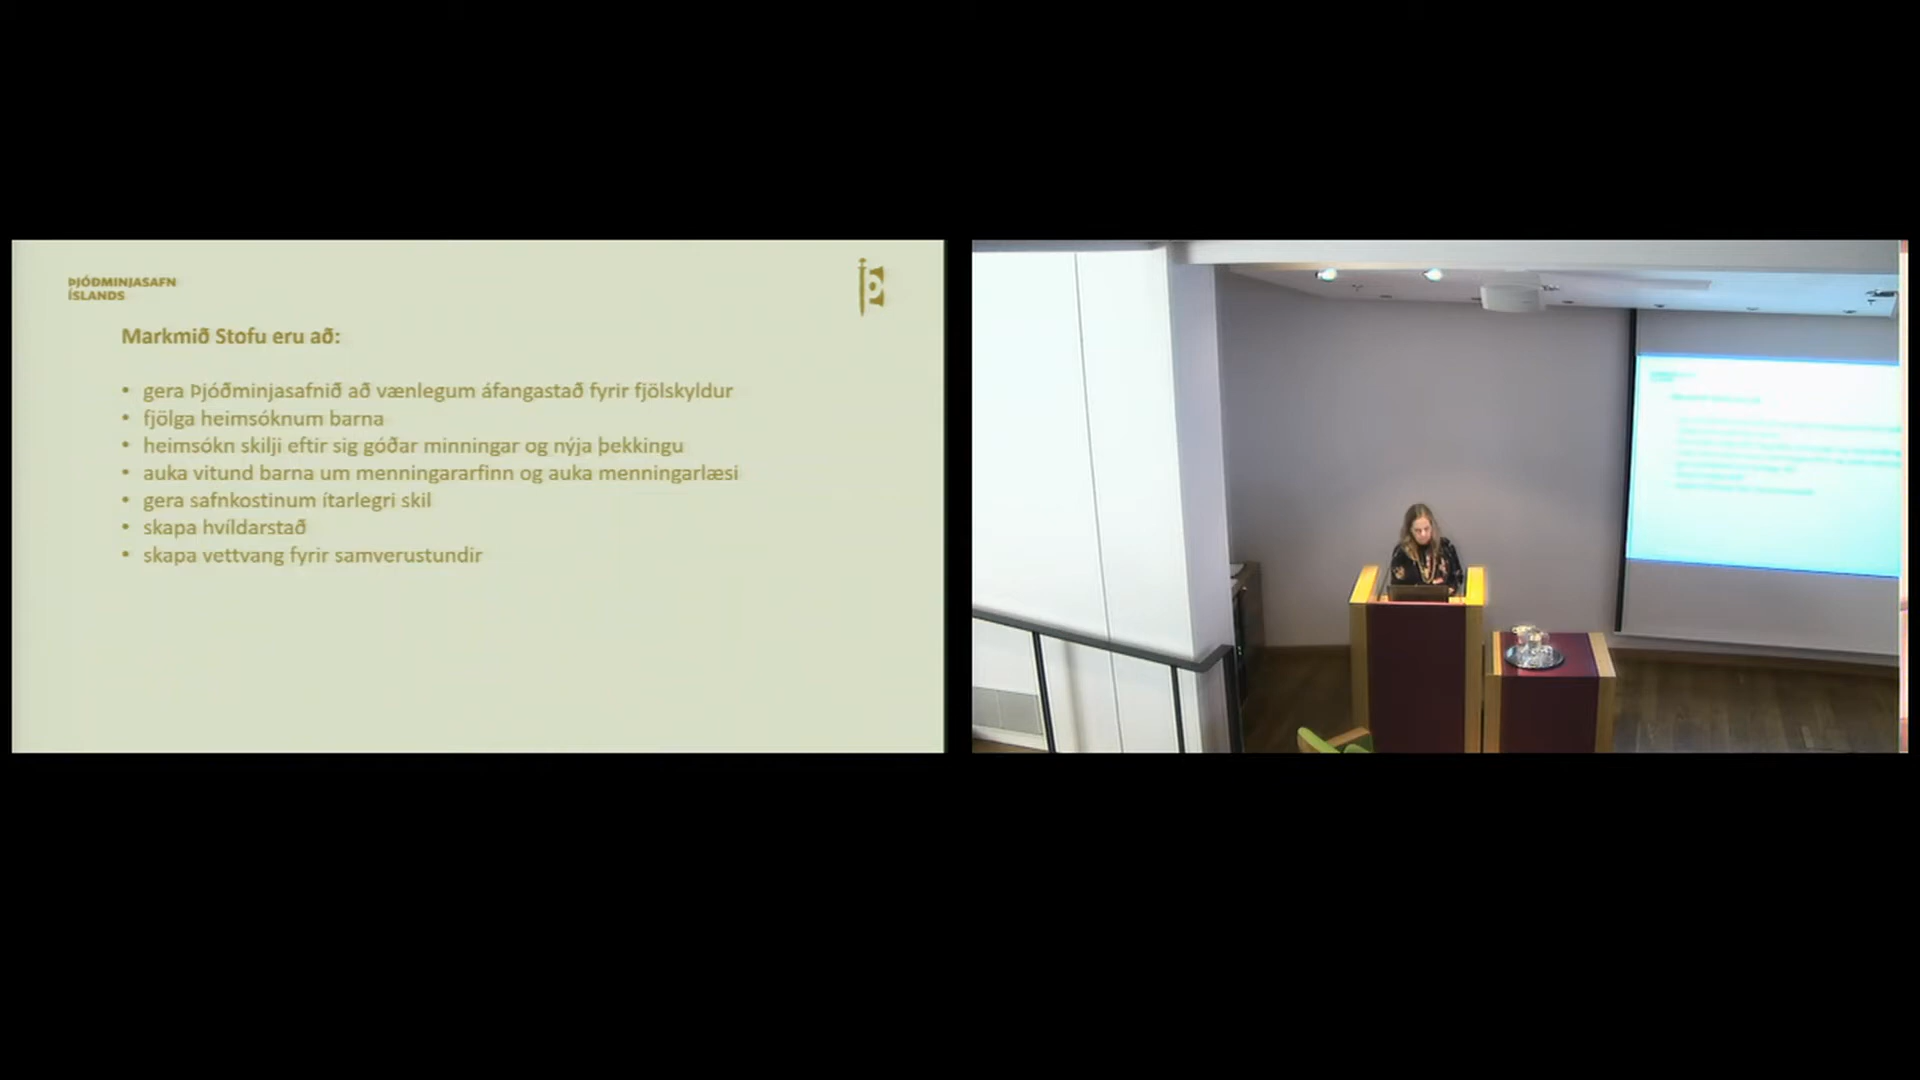 ÞJÓÐMINJASAFN
ÍSLANDS
Markmið Stofu eru að:
• gera Þjóðminjasafnið að vænlegum áfangastað fyrir fjölskyldur
• fjölga heimsóknum barna
• heimsókn skilji eftir sig góðar minningar og nýja þekkingu
• auka vitund barna um menningararfinn og auka menningarlæsi
• gera safnkostinum ítarlegri skil
• skapa hvíldarstað
• skapa vettvang fyrir samverustundir